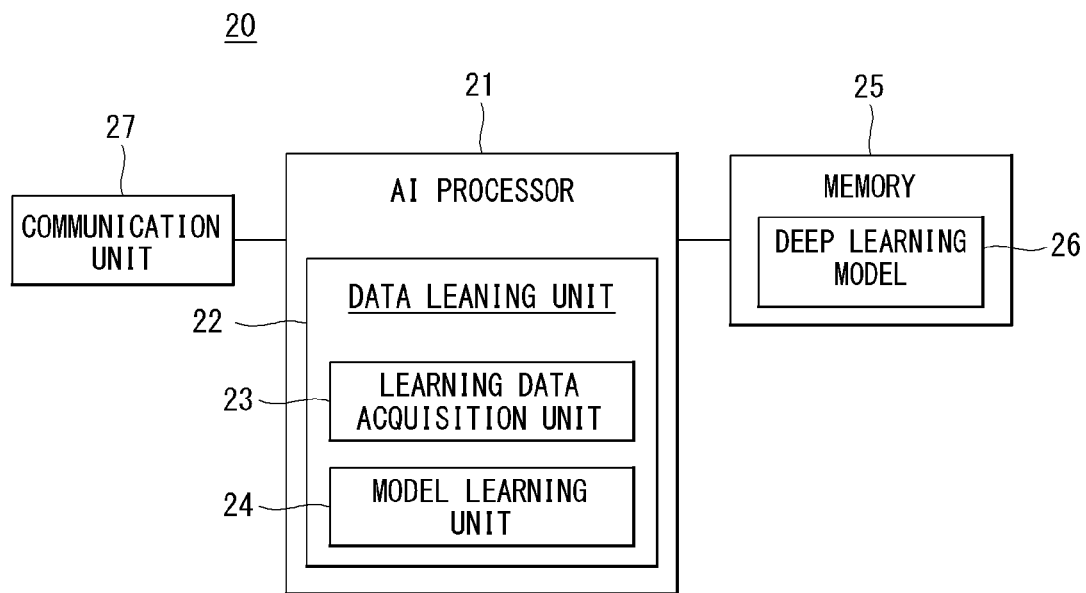 20
21
25
27
AI PROCESSOR
MEMORY
COMMUNICATION
UNIT
DEEP LEARNING
MODEL
26
DATA LEANING UNIT
22
LEARNING DATA
ACQUISITION UNIT
23
MODEL LEARNING
UNIT
24